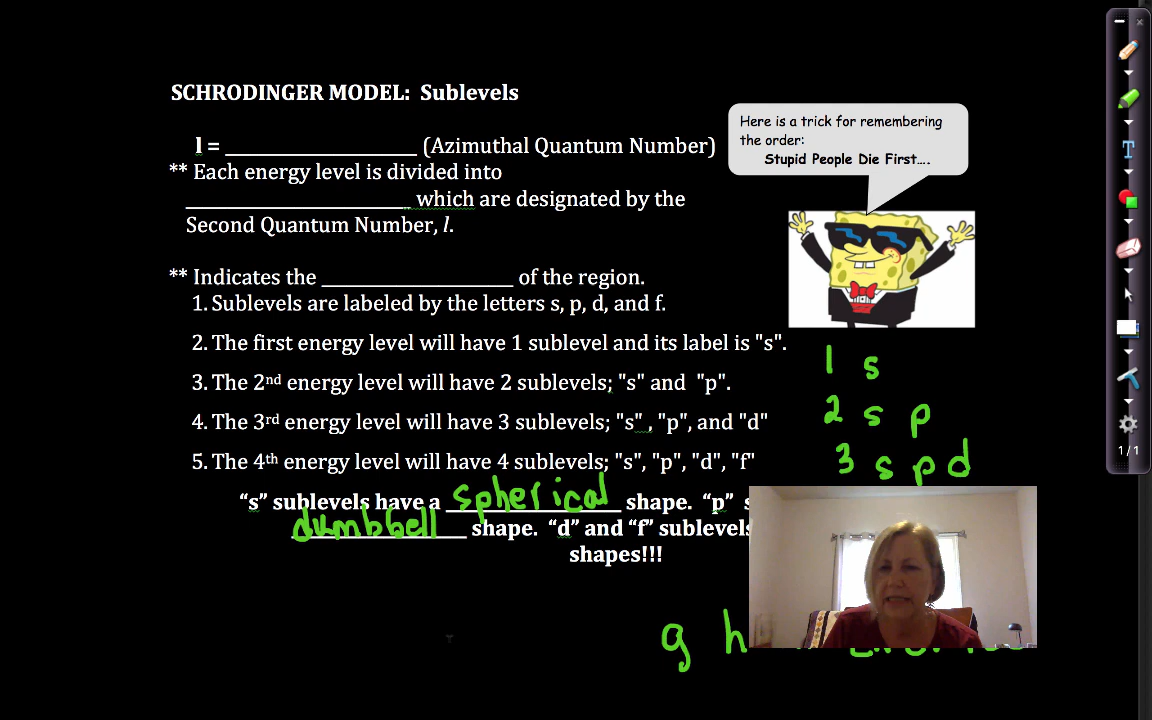 SCHRODINGER MODEL: Sublevels
Here is a trick for remembering
the order:
Stupid People Die First....
l = ____________________ (Azimuthal Quantum Number)
** Each energy level is divided into
________________________ which are designated by the
Second Quantum Number, l.
** Indicates the ____________________ of the region.
1. Sublevels are labeled by the letters s, p, d, and f.
2. The first energy level will have 1 sublevel and its label is "s".
3. The 2nd energy level will have 2 sublevels; "s" and "p".
4. The 3rd energy level will have 3 sublevels; "s", "p", and "d"
5. The 4th energy level will have 4 sublevels; "s", "p", "d", "f"
1 s
2 s p
3 s p d
“s” sublevels have a spherical shape. “p” s
dumbbell shape. “d” and “f” sublevels
shapes!!!
g h
T
1/1